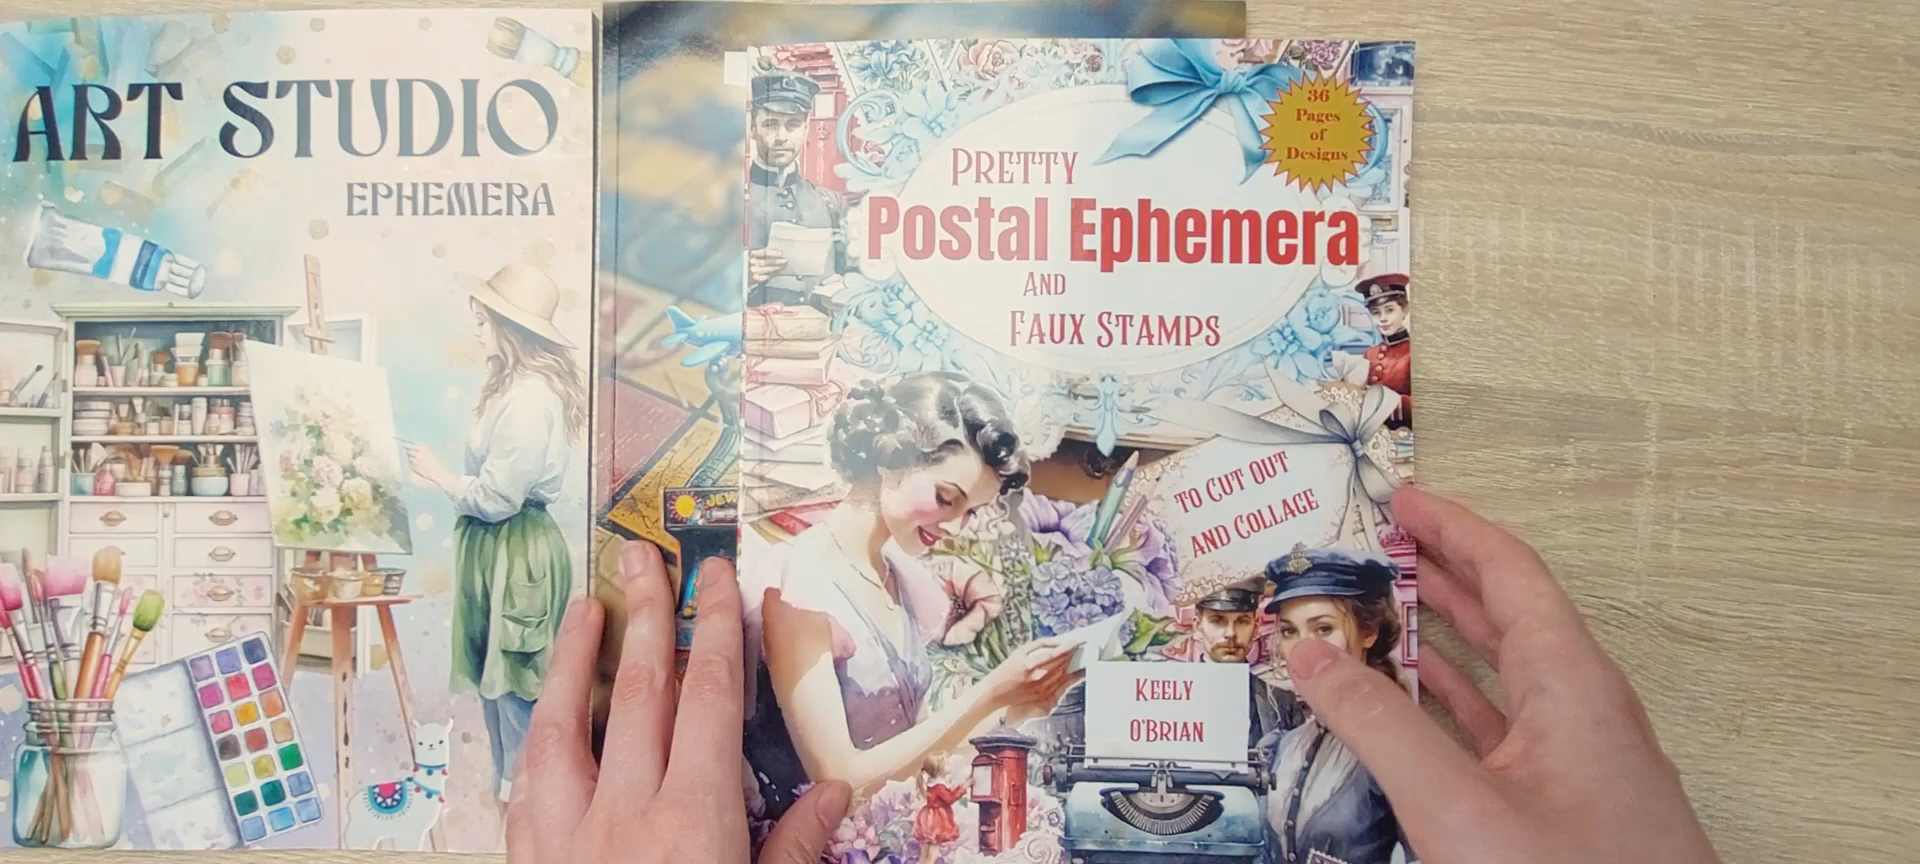 ART STUDIO
EPHEMERA
PRETTY
Postal Ephemera
AND
FAUX STAMPS
36
Pages
of
Designs
TO CUT OUT
AND COLLAGE
KEELY
O'BRIAN